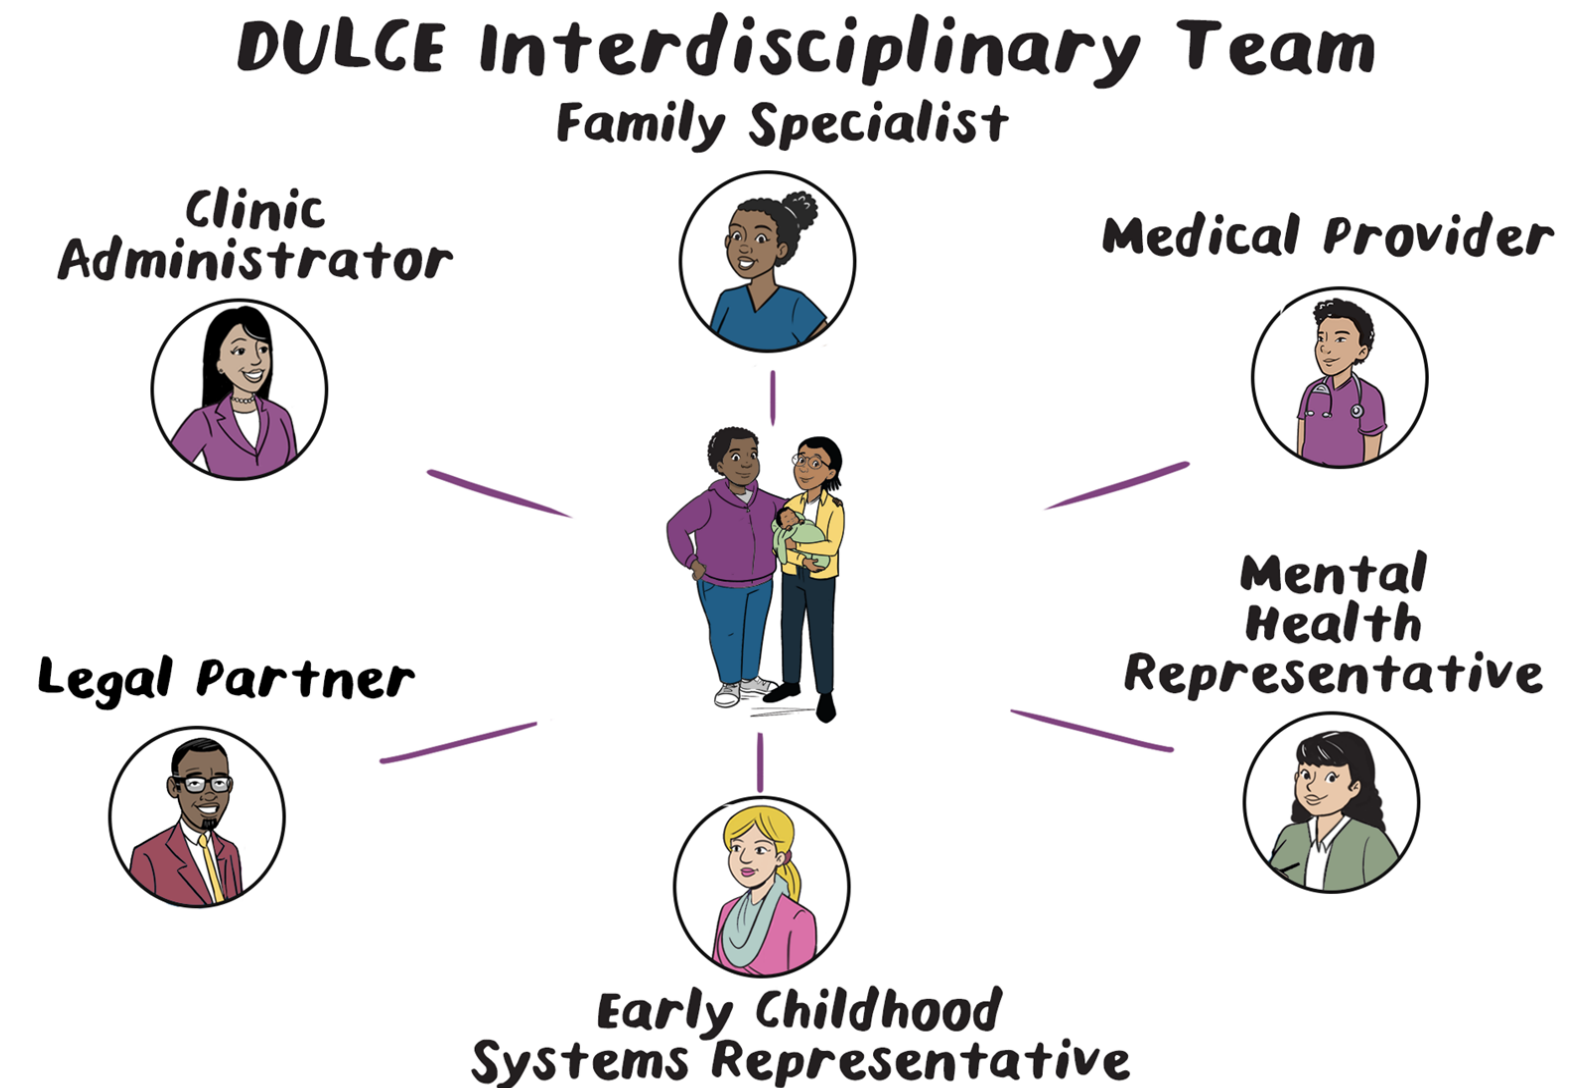 DULCE Interdisciplinary Team
Family Specialist
Clinic
Administrator
Medical Provider
Mental
Health
Representative
Legal Partner
Early Childhood
Systems Representative